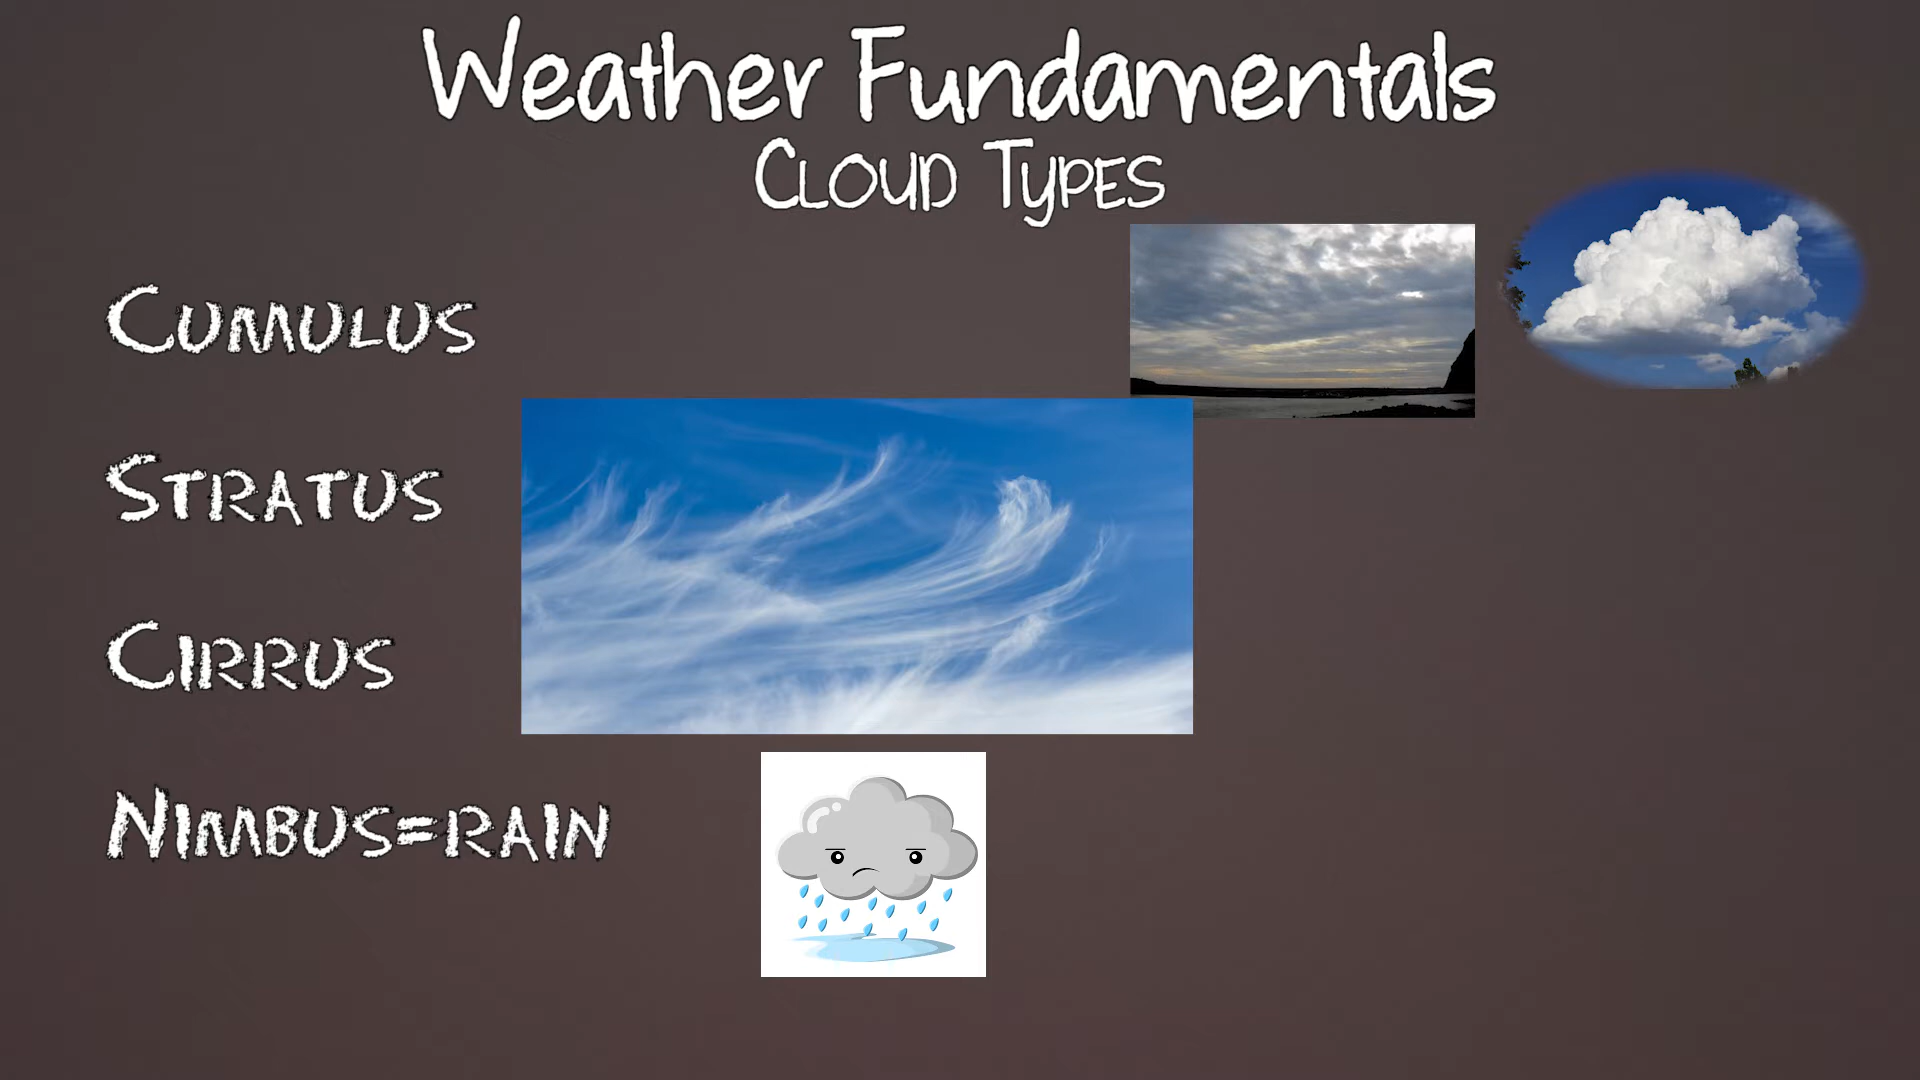 Weather Fundamentals
Cloud Types
Cumulus
Stratus
Cirrus
Nimbus=rain